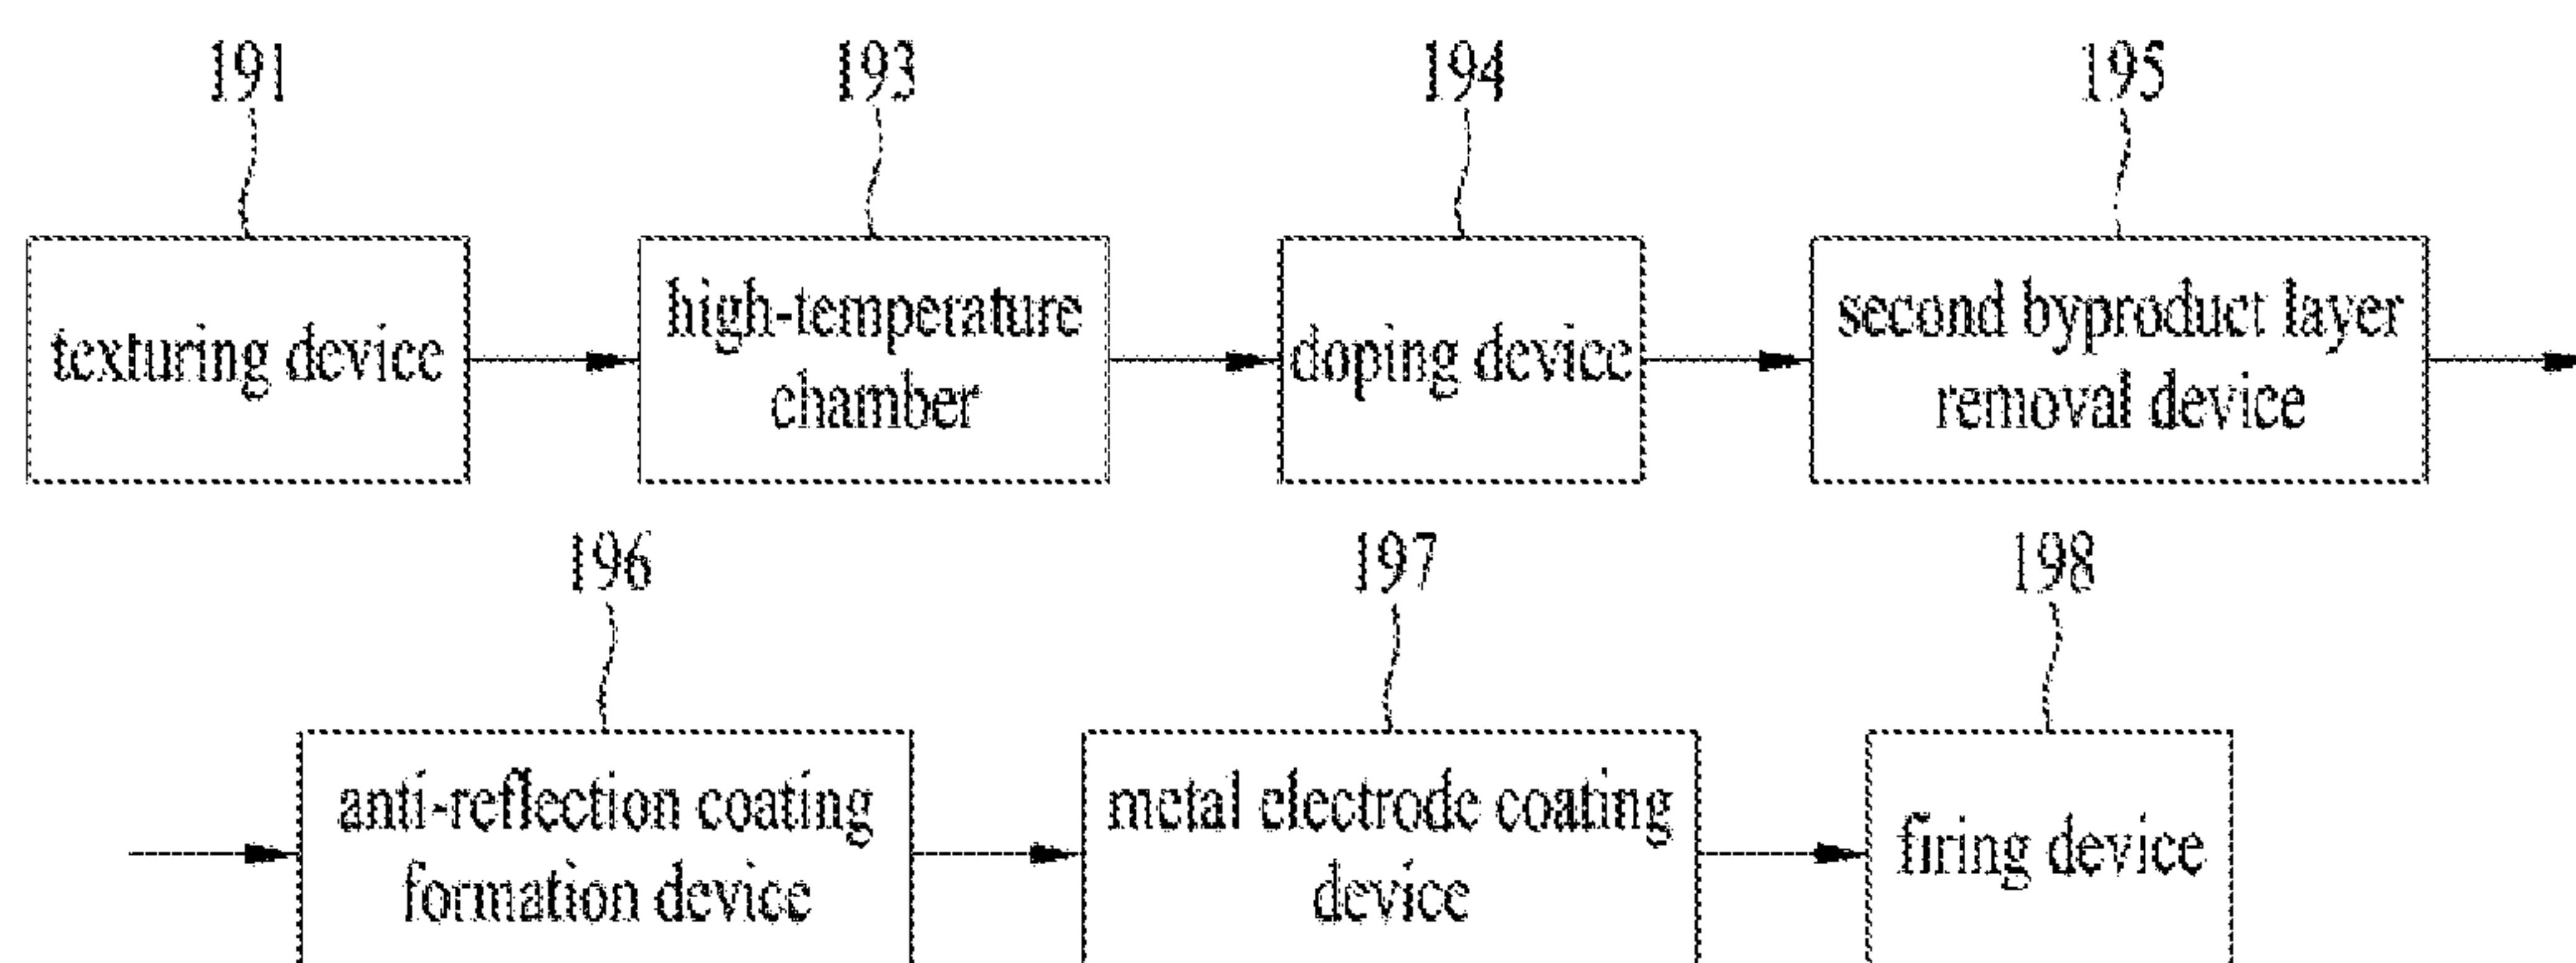 191
193
194
195
texturing device
high-temperature
chamber
doping device
second byproduct layer
removal device
196
197
198
anti-reflection coating
formation device
metal electrode coating
device
firing device